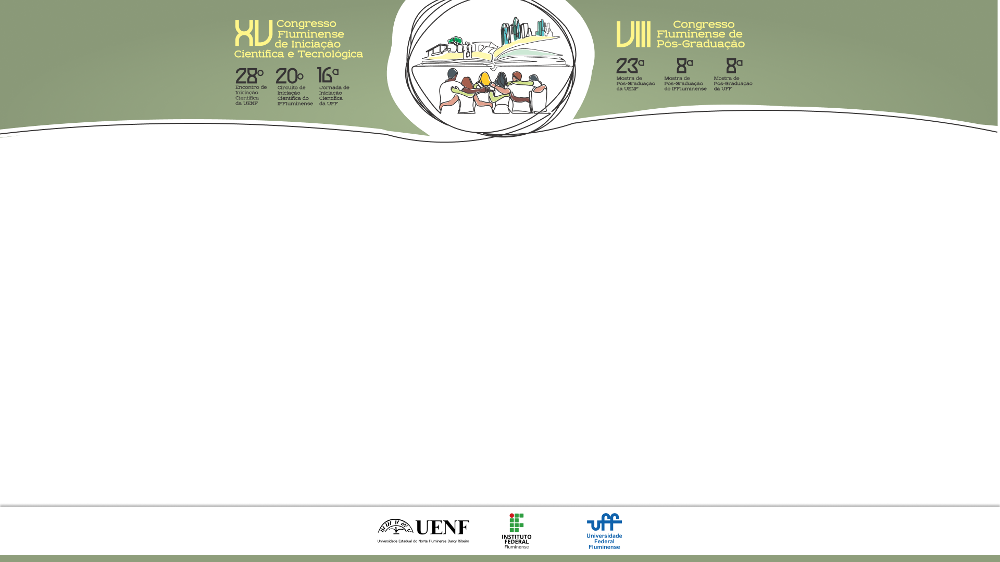 XV Congresso
Fluminense
de Iniciação
Científica e Tecnológica
28º
Encontro de
Iniciação
Científica
da UENF
20º
Circuito de
Iniciação
Científica do
IFFluminense
16ª
Jornada de
Iniciação
Científica
da UFF
VIII Congresso
Fluminense de
Pós-Graduação
23ª
Mostra de
Pós-Graduação
da UENF
8ª
Mostra de
Pós-Graduação
do IFFluminense
8ª
Mostra de
Pós-Graduação
da UFF
UENF
Universidade Estadual do Norte Fluminense Darcy Ribeiro
INSTITUTO
FEDERAL
Fluminense
uff
Universidade
Federal
Fluminense